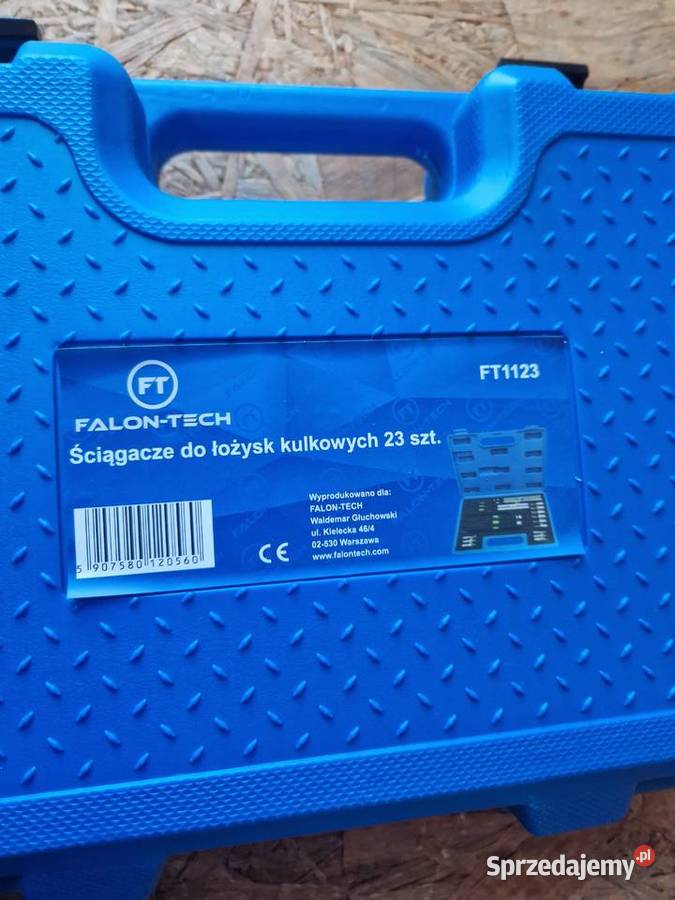 FT
FALON-TECH
FT1123
Ściągacze do łożysk kulkowych 23 szt.
Wyprodukowano dla:
FALON-TECH
Waldemar Głuchowski
ul. Kielecka 46/4
02-530 Warszawa
www.falontech.com
CE
5 907580 120560
Sprzedajemy.pl